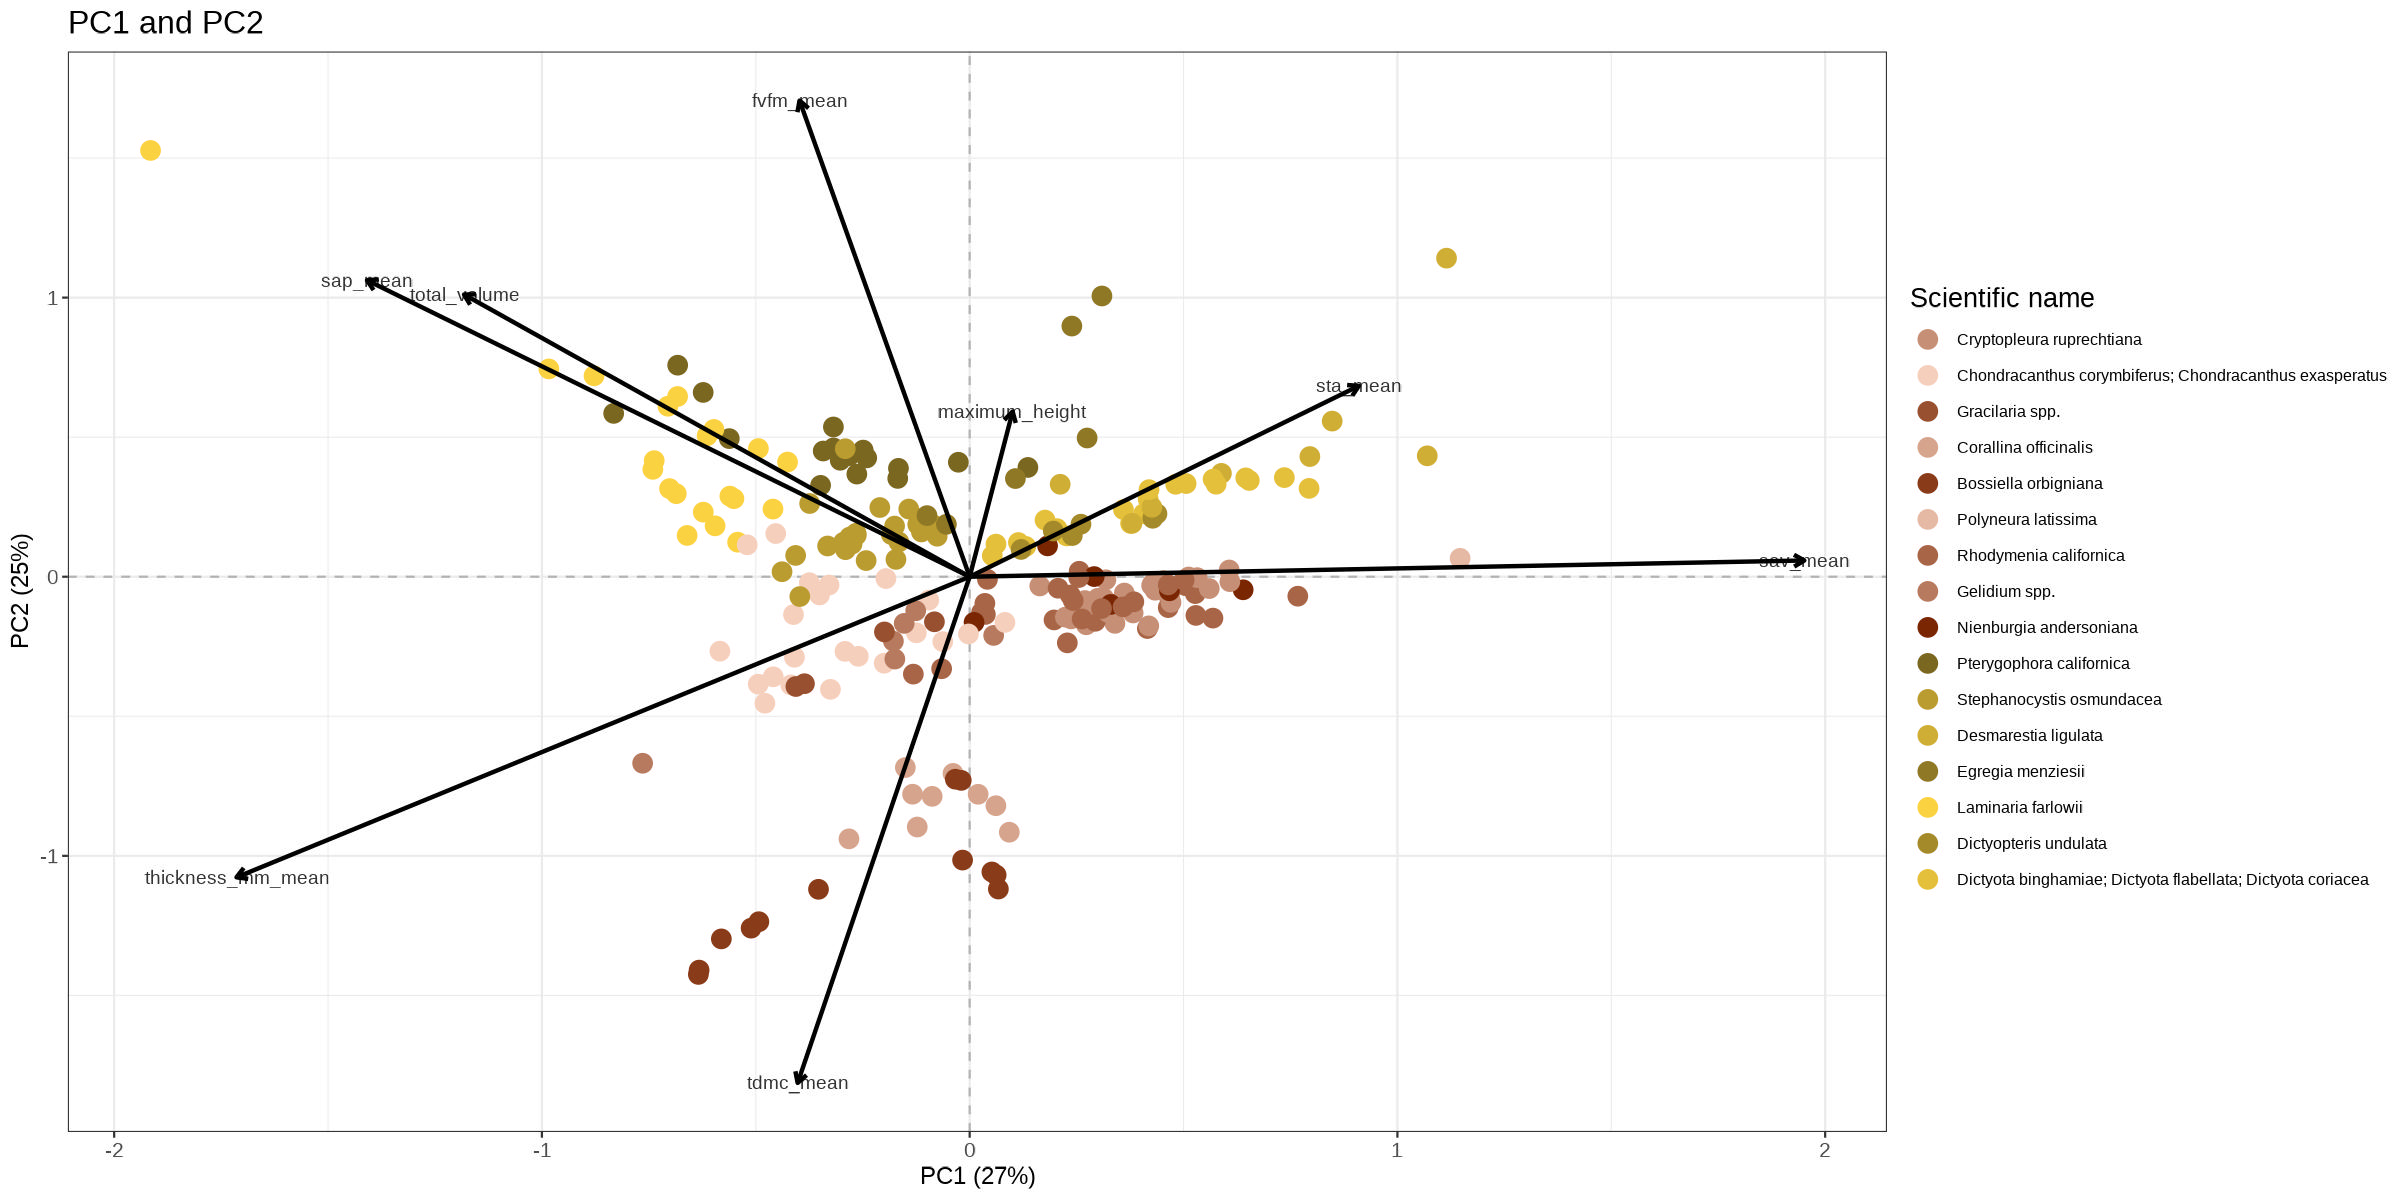 PC1 and PC2
fvfm_mean
sap_mean
total_volume
sta_mean
maximum_height
sav_mean
thickness_mm_mean
tdmc_mean
1
0
-1
PC2 (25%)
-2
-1
0
1
2
PC1 (27%)
Scientific name
Cryptopleura ruprechtiana
Chondracanthus corymbiferus; Chondracanthus exasperatus
Gracilaria spp.
Corallina officinalis
Bossiella orbigniana
Polyneura latissima
Rhodymenia californica
Gelidium spp.
Nienburgia andersoniana
Pterygophora californica
Stephanocystis osmundacea
Desmarestia ligulata
Egregia menziesii
Laminaria farlowii
Dictyopteris undulata
Dictyota binghamiae; Dictyota flabellata; Dictyota coriacea